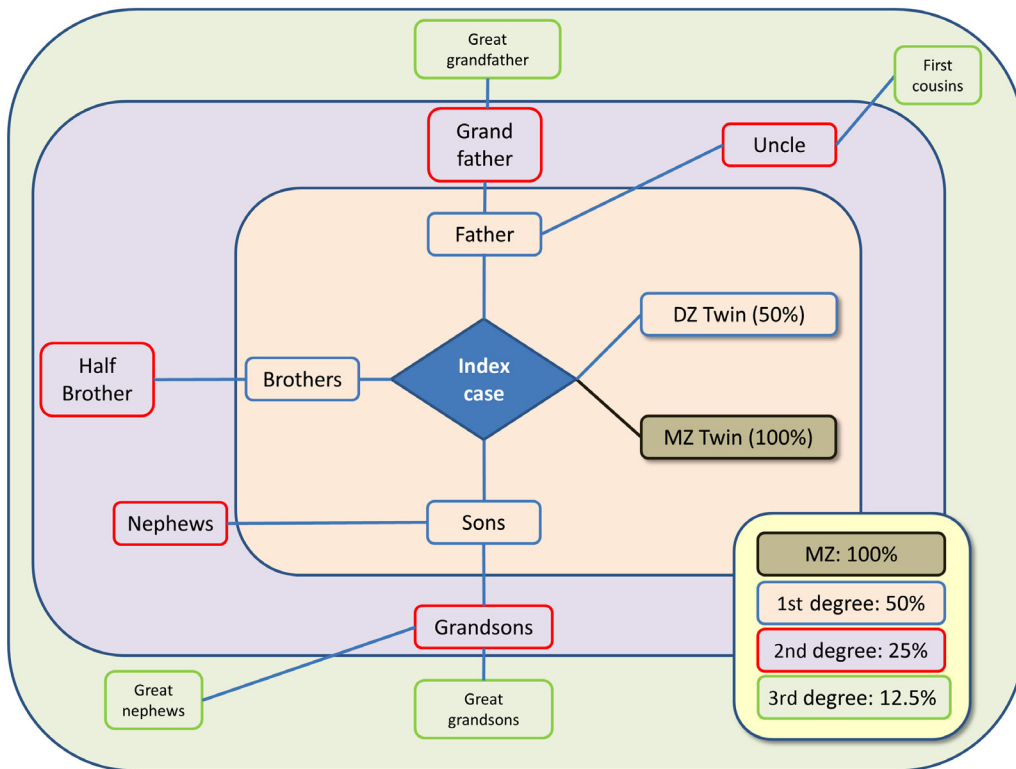 Great
grandfather
First
cousins
Grand
father
Uncle
Father
DZ Twin (50%)
Half
Brother
Brothers
Index
case
MZ Twin (100%)
Nephews
Sons
MZ: 100%
1st degree: 50%
Grandsons
2nd degree: 25%
Great
nephews
Great
grandsons
3rd degree: 12.5%